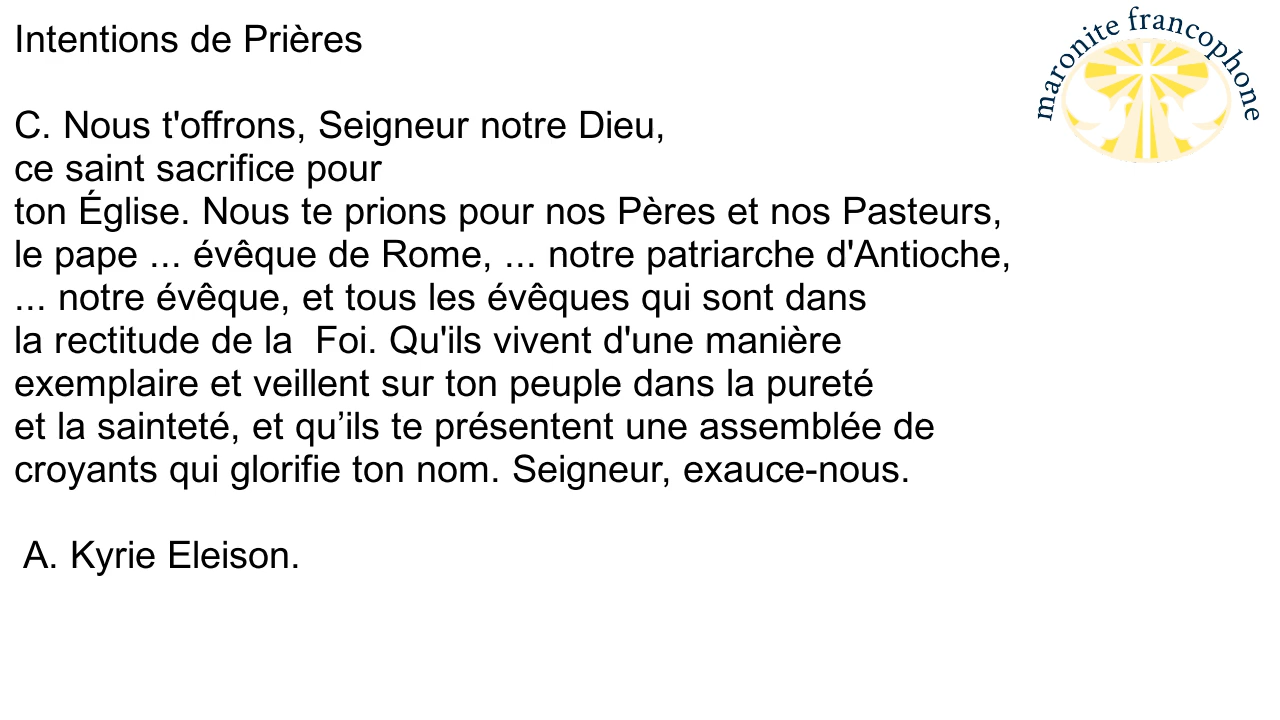 Intentions de Prières
maronite francophone
C. Nous t'offrons, Seigneur notre Dieu,
ce saint sacrifice pour
ton Église. Nous te prions pour nos Pères et nos Pasteurs,
le pape ... évêque de Rome, ... notre patriarche d'Antioche,
... notre évêque, et tous les évêques qui sont dans
la rectitude de la  Foi. Qu'ils vivent d'une manière
exemplaire et veillent sur ton peuple dans la pureté
et la sainteté, et qu’ils te présentent une assemblée de
croyants qui glorifie ton nom. Seigneur, exauce-nous.
A. Kyrie Eleison.